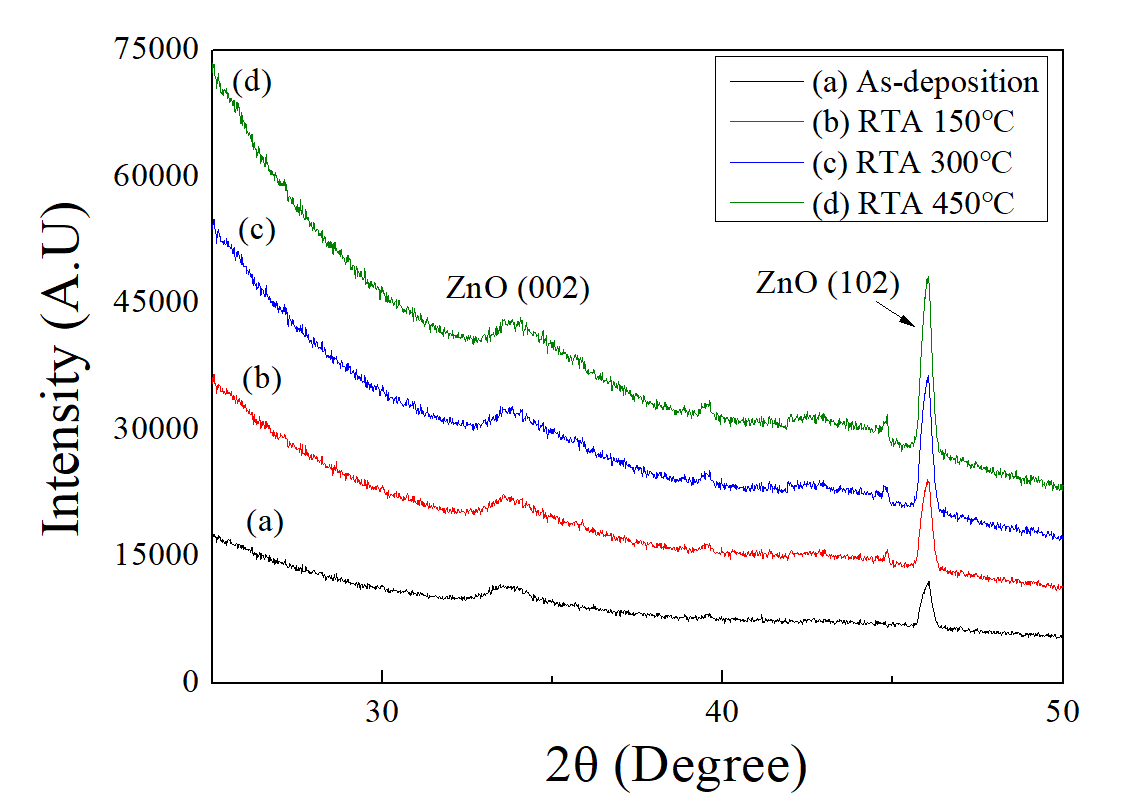 75000
60000
45000
30000
15000
0
Intensity (A.U)
(d)
(c)
(b)
(a)
ZnO (002)
ZnO (102)
(a) As-deposition
(b) RTA 150℃
(c) RTA 300℃
(d) RTA 450℃
30
40
50
2θ (Degree)